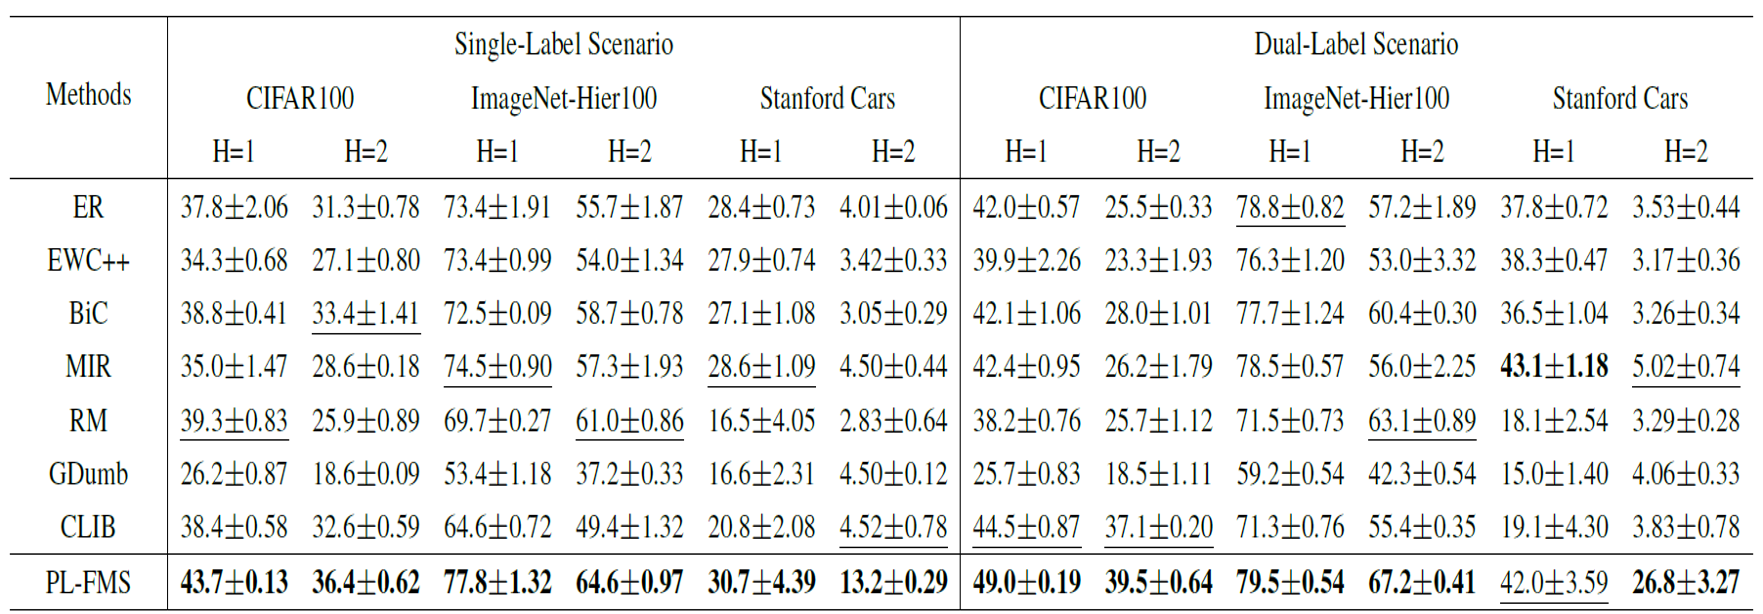 Single-Label Scenario Dual-Label Scenario
Methods CIFAR100 ImageNet-Hier100 Stanford Cars CIFAR100 ImageNet-Hier100 Stanford Cars
H=1 H=2 H=1 H=2 H=1 H=2 H=1 H=2 H=1 H=2 H=1 H=2
ER 37.8±2.06 31.3±0.78 73.4±1.91 55.7±1.87 28.4±0.73 4.01±0.06 42.0±0.57 25.5±0.33 78.8±0.82 57.2±1.89 37.8±0.72 3.53±0.44
EWC++ 34.3±0.68 27.1±0.80 73.4±0.99 54.0±1.34 27.9±0.74 3.42±0.33 39.9±2.26 23.3±1.93 76.3±1.20 53.0±3.32 38.3±0.47 3.17±0.36
BiC 38.8±0.41 33.4±1.41 72.5±0.09 58.7±0.78 27.1±1.08 3.05±0.29 42.1±1.06 28.0±1.01 77.7±1.24 60.4±0.30 36.5±1.04 3.26±0.34
MIR 35.0±1.47 28.6±0.18 74.5±0.90 57.3±1.93 28.6±1.09 4.50±0.44 42.4±0.95 26.2±1.79 78.5±0.57 56.0±2.25 43.1±1.18 5.02±0.74
RM 39.3±0.83 25.9±0.89 69.7±0.27 61.0±0.86 16.5±4.05 2.83±0.64 38.2±0.76 25.7±1.12 71.5±0.73 63.1±0.89 18.1±2.54 3.29±0.28
GDumb 26.2±0.87 18.6±0.09 53.4±1.18 37.2±0.33 16.6±2.31 4.50±0.12 25.7±0.83 18.5±1.11 59.2±0.54 42.3±0.54 15.0±1.40 4.06±0.33
CLIB 38.4±0.58 32.6±0.59 64.6±0.72 49.4±1.32 20.8±2.08 4.52±0.78 44.5±0.87 37.1±0.20 71.3±0.76 55.4±0.35 19.1±4.30 3.83±0.78
PL-FMS 43.7±0.13 36.4±0.62 77.8±1.32 64.6±0.97 30.7±4.39 13.2±0.29 49.0±0.19 39.5±0.64 79.5±0.54 67.2±0.41 42.0±3.59 26.8±3.27